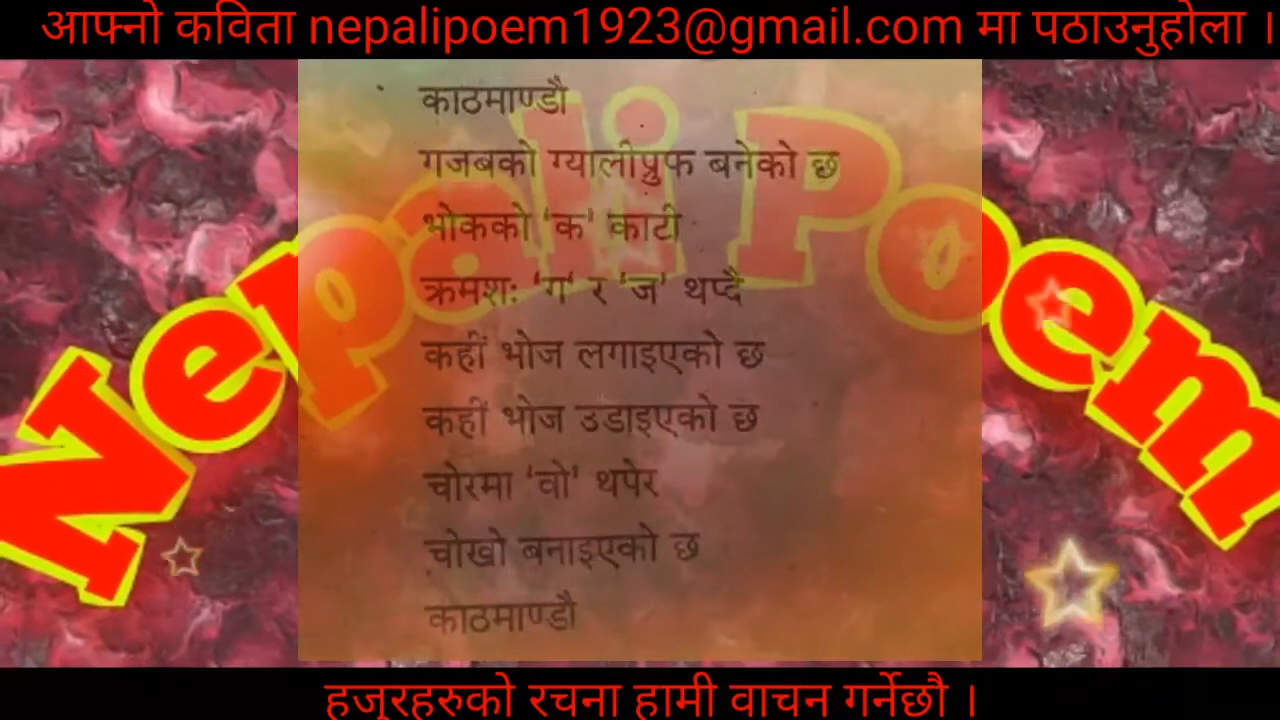 आफ्नो कविता nepalipoem1923@gmail.com मा पठाउनुहोला ।
Nepali Poem
काठमाण्डौ
गजबको ग्यालीप्रुफ बनेको छ
भोकको 'क' काटी
क्रमशः 'ग' र 'ज' थप्दै
कहीं भोज लगाइएको छ
कहीं भोज उडाइएको छ
चोरमा 'वो' थपेर
चोखो बनाइएको छ
काठमाण्डौ
हजुरहरुको रचना हामी वाचन गर्नेछौ ।